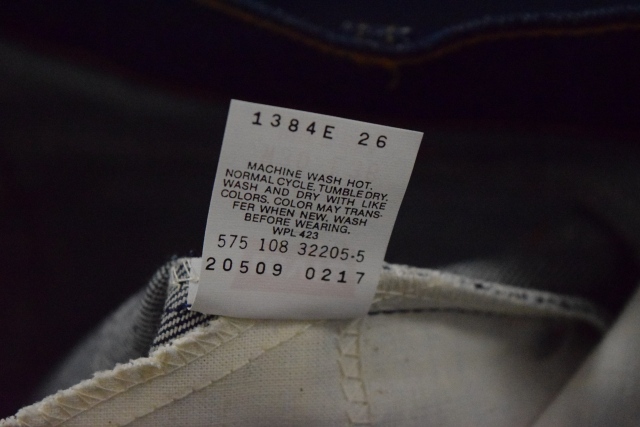 1384E 26
MACHINE WASH HOT.
NORMAL CYCLE. TUMBLE DRY.
WASH AND DRY WITH LIKE
COLORS. COLOR MAY TRANS-
FER WHEN NEW. WASH
BEFORE WEARING.
WPL 423
575 108 32205-5
20509 0217